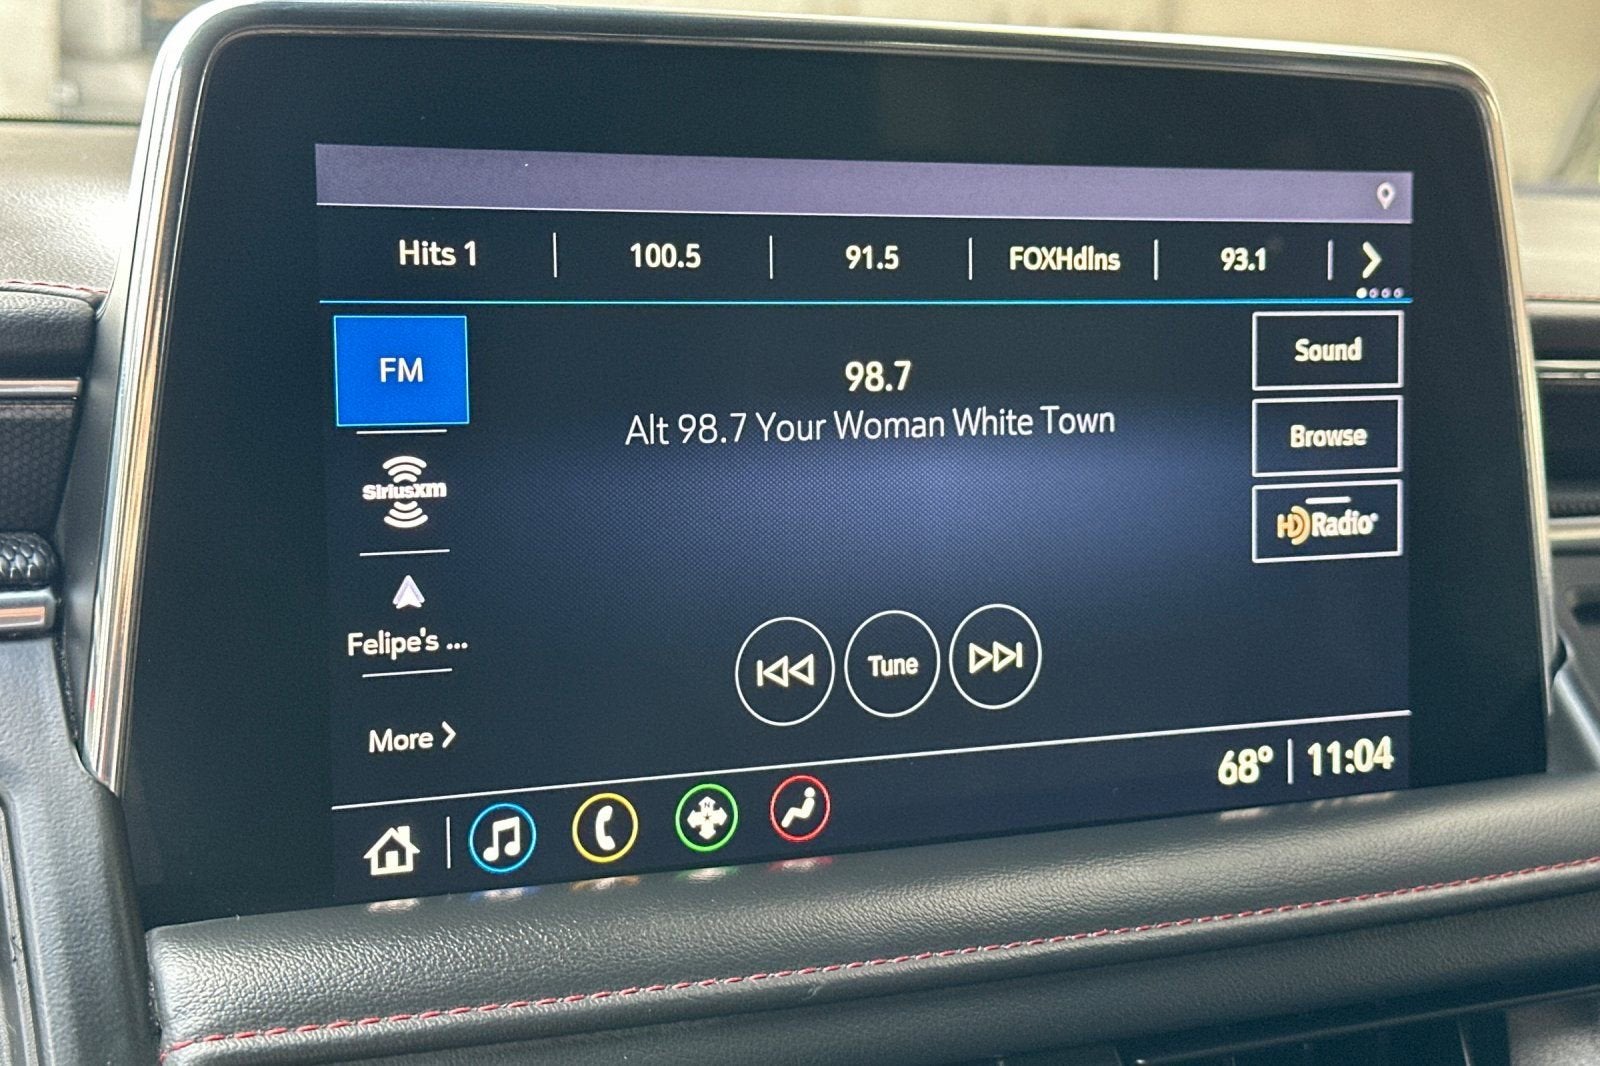 Hits 1 | 100.5 | 91.5 | FOXHdlns | 93.1
FM
98.7
Alt 98.7 Your Woman White Town
Sound
Browse
HD Radio
SiriusXM
Felipe's ...
More
Tune
68° | 11:04
N